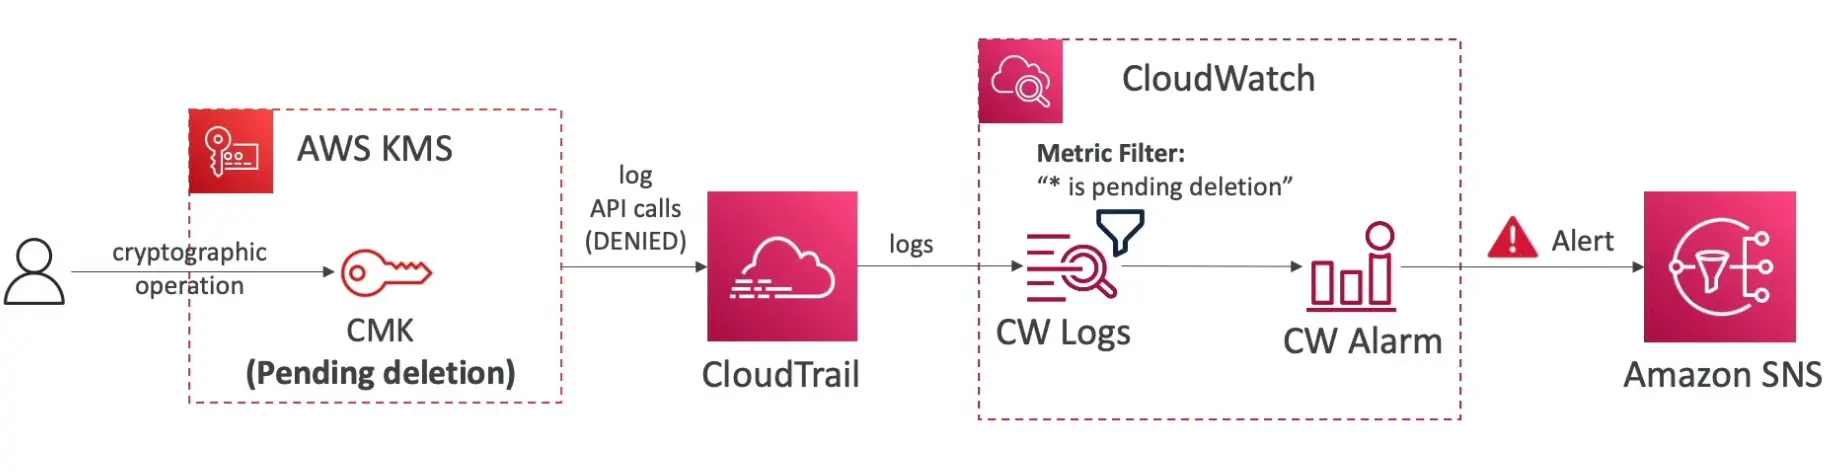 cryptographic
operation
AWS KMS
CMK
(Pending deletion)
log
API calls
(DENIED)
CloudTrail
logs
CloudWatch
Metric Filter:
“* is pending deletion”
CW Logs
CW Alarm
Alert
Amazon SNS